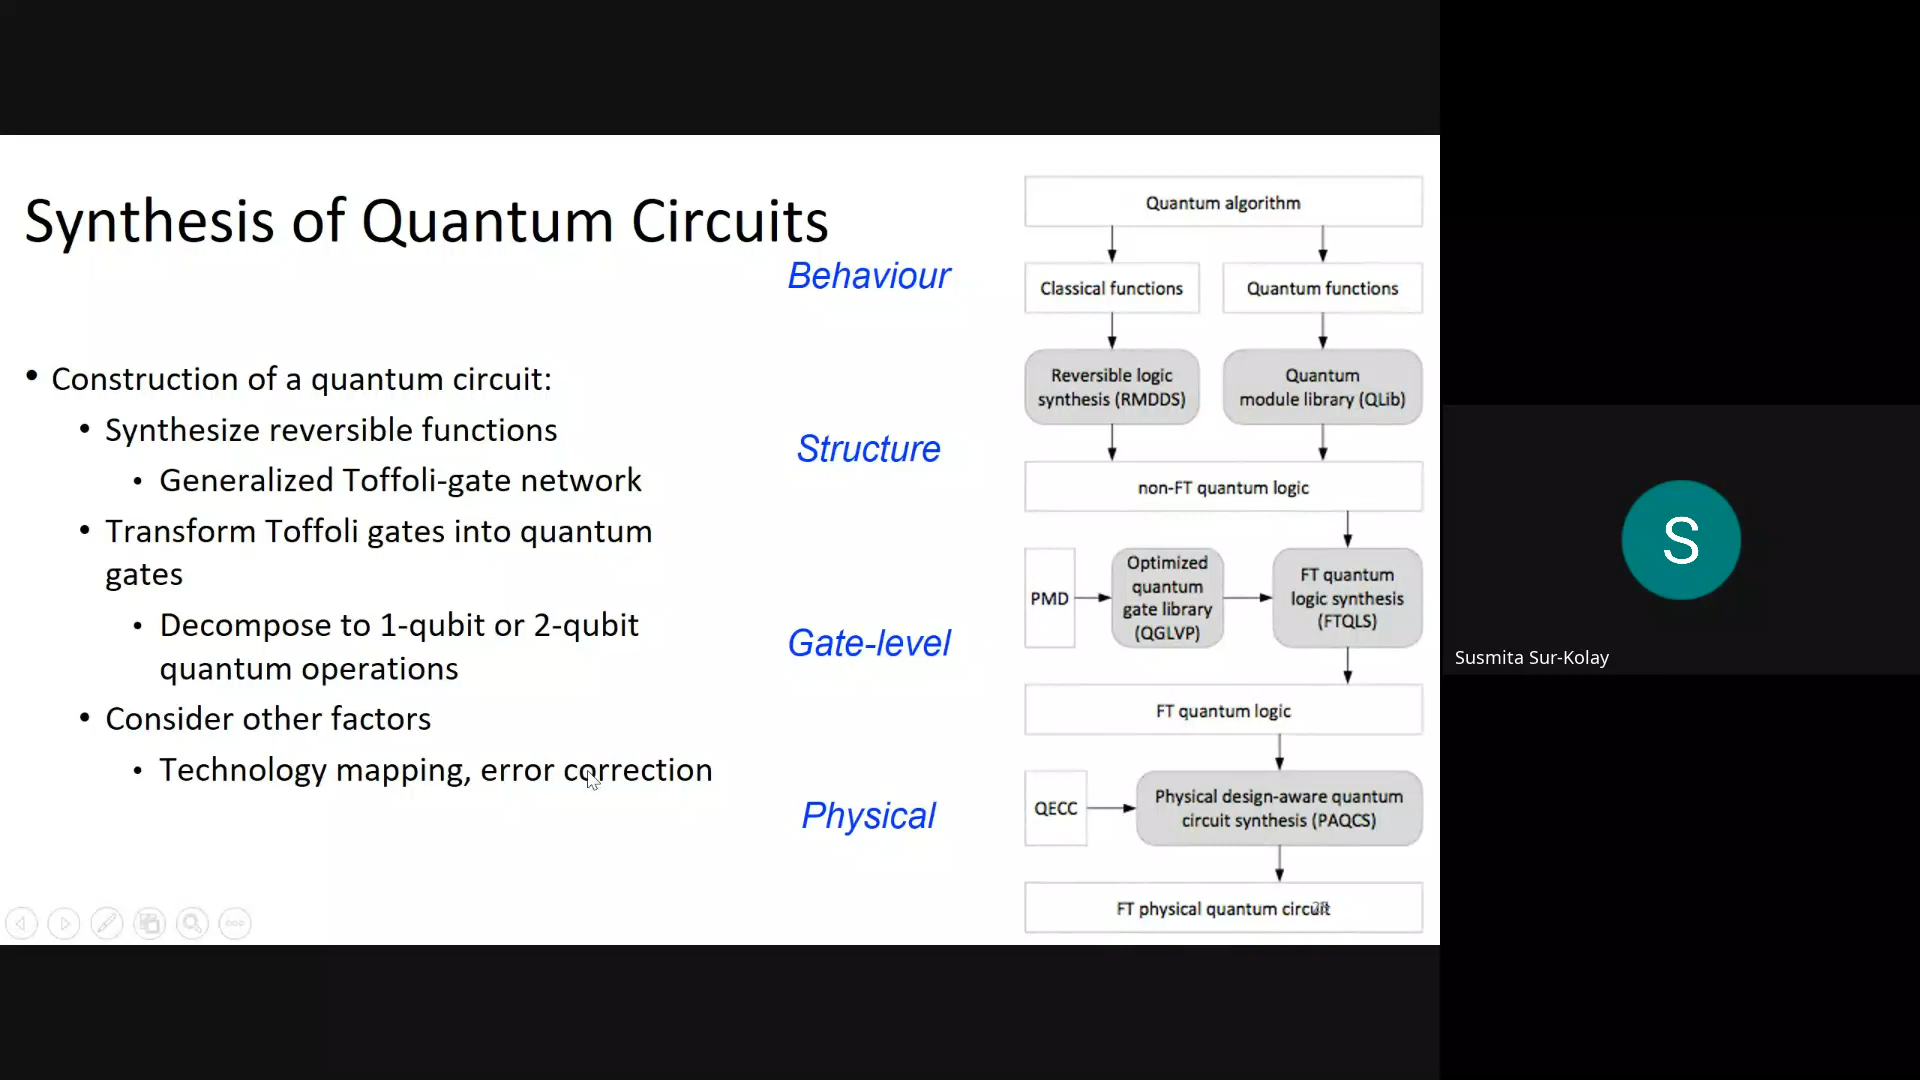 Synthesis of Quantum Circuits
• Construction of a quantum circuit:
• Synthesize reversible functions
• Generalized Toffoli-gate network
• Transform Toffoli gates into quantum
gates
• Decompose to 1-qubit or 2-qubit
quantum operations
• Consider other factors
• Technology mapping, error correction
Behaviour
Structure
Gate-level
Physical
Quantum algorithm
Classical functions
Quantum functions
Reversible logic
synthesis (RMDDS)
Quantum
module library (QLib)
non-FT quantum logic
PMD
Optimized
quantum
gate library
(QGLVP)
FT quantum
logic synthesis
(FTQLS)
FT quantum logic
QECC
Physical design-aware quantum
circuit synthesis (PAQCS)
FT physical quantum circuit
S
Susmita Sur-Kolay